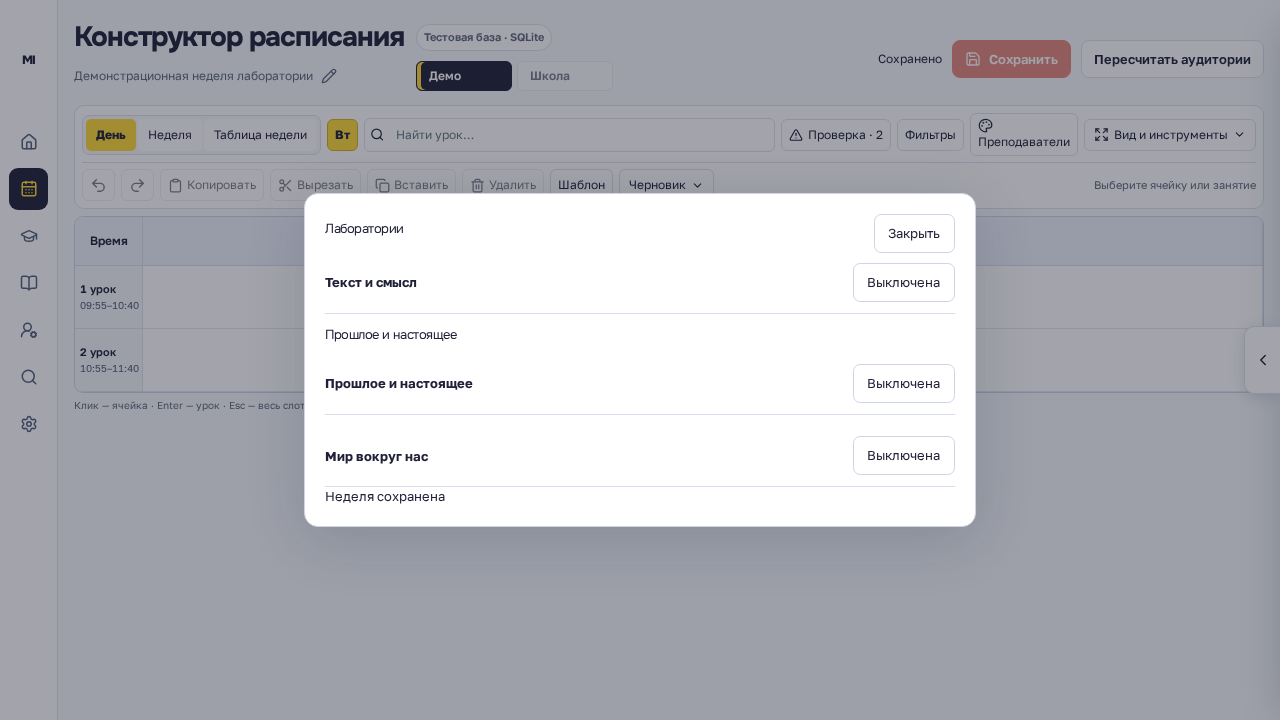 MI
Конструктор расписания
Тестовая база · SQLite
Демонстрационная неделя лаборатории
Демо
Школа
Сохранено
Сохранить
Пересчитать аудитории
День
Неделя
Таблица недели
Вт
Найти урок...
Проверка · 2
Фильтры
Преподаватели
Вид и инструменты
Копировать
Вырезать
Вставить
Удалить
Шаблон
Черновик
Выберите ячейку или занятие
Время
1 урок
09:55–10:40
2 урок
10:55–11:40
Клик — ячейка · Enter — урок · Esc — весь слот
Лаборатории
Закрыть
Текст и смысл
Выключена
Прошлое и настоящее
Прошлое и настоящее
Выключена
Мир вокруг нас
Выключена
Неделя сохранена